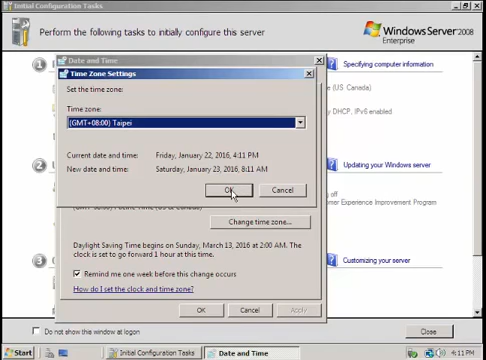 Initial Configuration Tasks
Perform the following tasks to initially configure this server
Windows Server 2008
Enterprise
Date and Time
Time Zone Settings
Set the time zone:
Time zone:
(GMT+08:00) Taipei
Current date and time: Friday, January 22, 2016, 4:11 PM
New date and time: Saturday, January 23, 2016, 8:11 AM
OK Cancel
Change time zone...
Daylight Saving Time begins on Sunday, March 13, 2016 at 2:00 AM. The
clock is set to go forward 1 hour at this time.
Remind me one week before this change occurs
How do I set the clock and time zone?
OK Cancel Apply
1
Specifying computer information
(US Canada)
by DHCP, IPv6 enabled
2
Updating your Windows server
off
Customer Experience Improvement Program
3
Customizing your server
Do not show this window at logon
Close
Start
Initial Configuration Tasks
Date and Time
4:11 PM